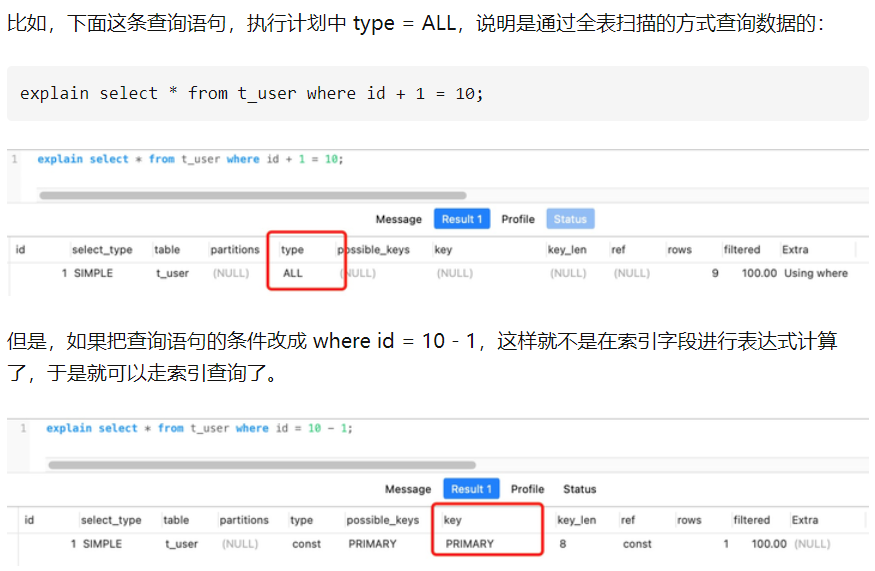 比如，下面这条查询语句，执行计划中 type = ALL，说明是通过全表扫描的方式查询数据的：
explain select * from t_user where id + 1 = 10;
1 explain select * from t_user where id + 1 = 10;
Message Result 1 Profile Status
id select_type table partitions type possible_keys key key_len ref rows filtered Extra
1 SIMPLE t_user (NULL) ALL (NULL) (NULL) (NULL) (NULL) 9 100.00 Using where
但是，如果把查询语句的条件改成 where id = 10 - 1，这样就不是在索引字段进行表达式计算
了，于是就可以走索引查询了。
1 explain select * from t_user where id = 10 - 1;
Message Result 1 Profile Status
id select_type table partitions type possible_keys key key_len ref rows filtered Extra
1 SIMPLE t_user (NULL) const PRIMARY PRIMARY 8 const 1 100.00 (NULL)